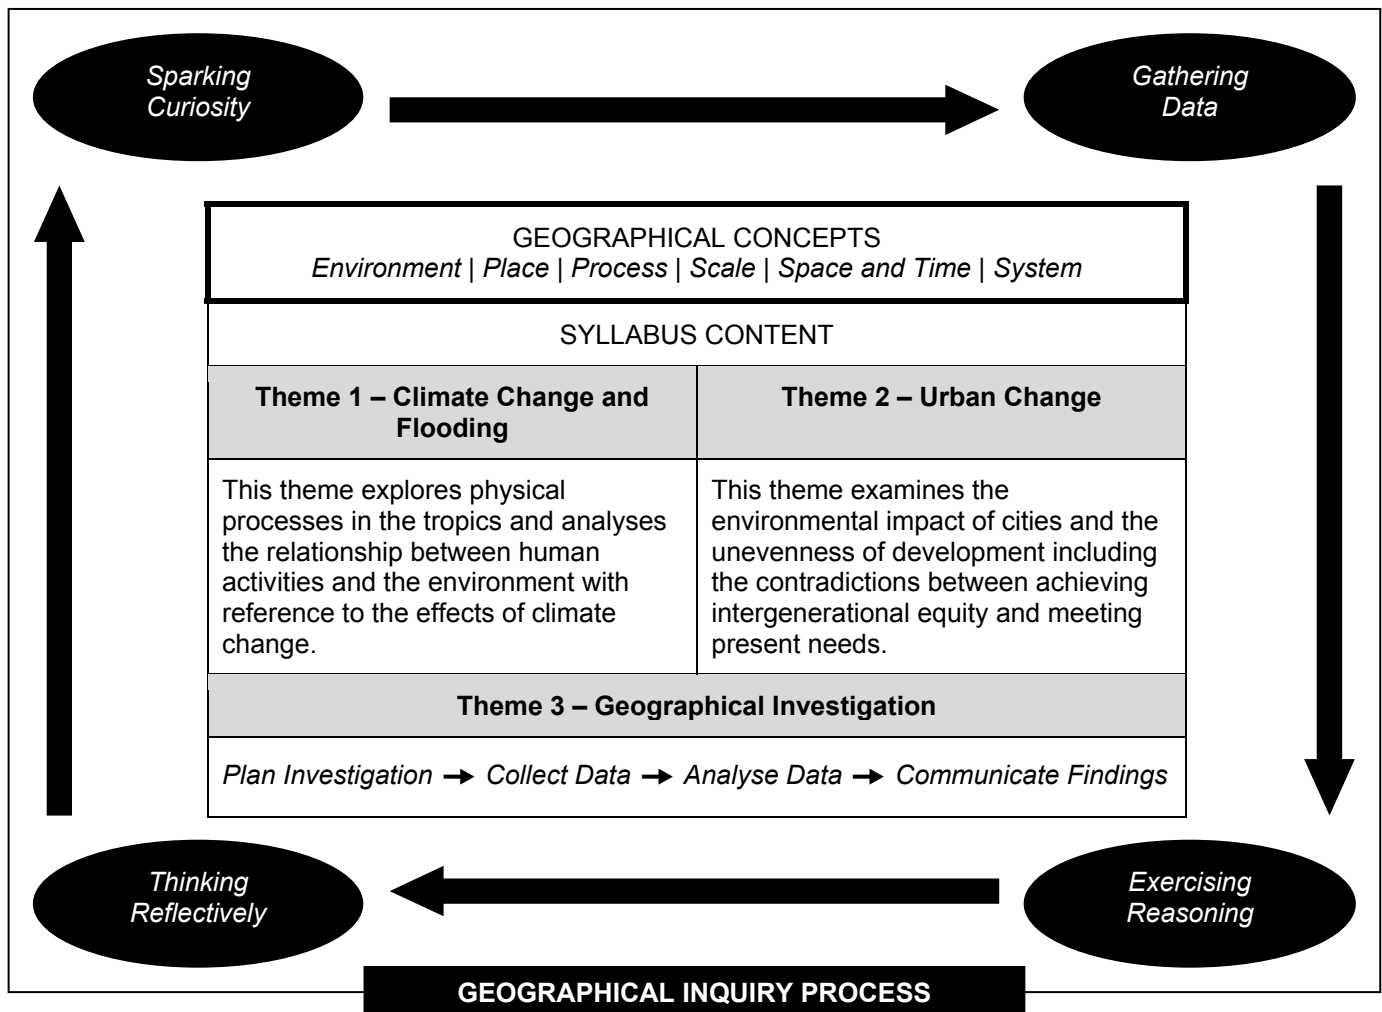 Sparking
Curiosity
Gathering
Data
GEOGRAPHICAL CONCEPTS
Environment | Place | Process | Scale | Space and Time | System
SYLLABUS CONTENT
Theme 1 – Climate Change and
Flooding
Theme 2 – Urban Change
This theme explores physical
processes in the tropics and analyses
the relationship between human
activities and the environment with
reference to the effects of climate
change.
This theme examines the
environmental impact of cities and the
unevenness of development including
the contradictions between achieving
intergenerational equity and meeting
present needs.
Theme 3 – Geographical Investigation
Plan Investigation → Collect Data → Analyse Data → Communicate Findings
Thinking
Reflectively
Exercising
Reasoning
GEOGRAPHICAL INQUIRY PROCESS